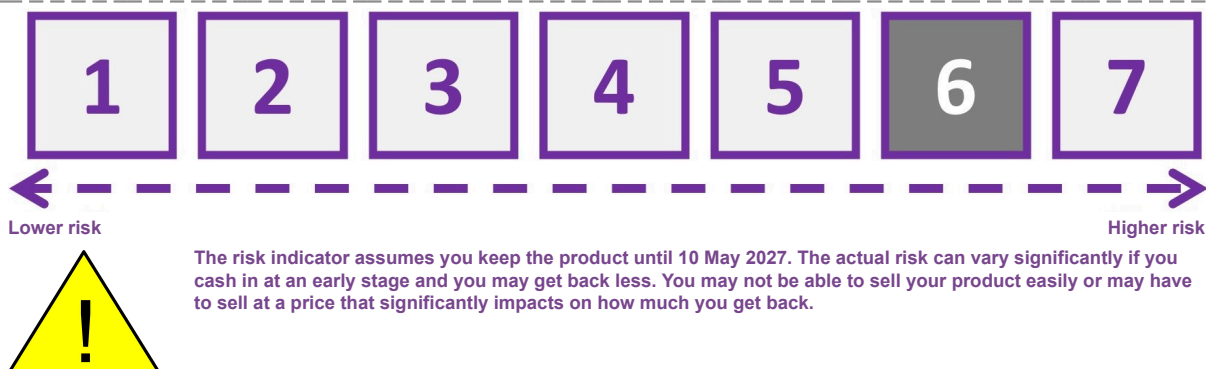 1 2 3 4 5 6 7
Lower risk Higher risk
The risk indicator assumes you keep the product until 10 May 2027. The actual risk can vary significantly if you
cash in at an early stage and you may get back less. You may not be able to sell your product easily or may have
to sell at a price that significantly impacts on how much you get back.
!